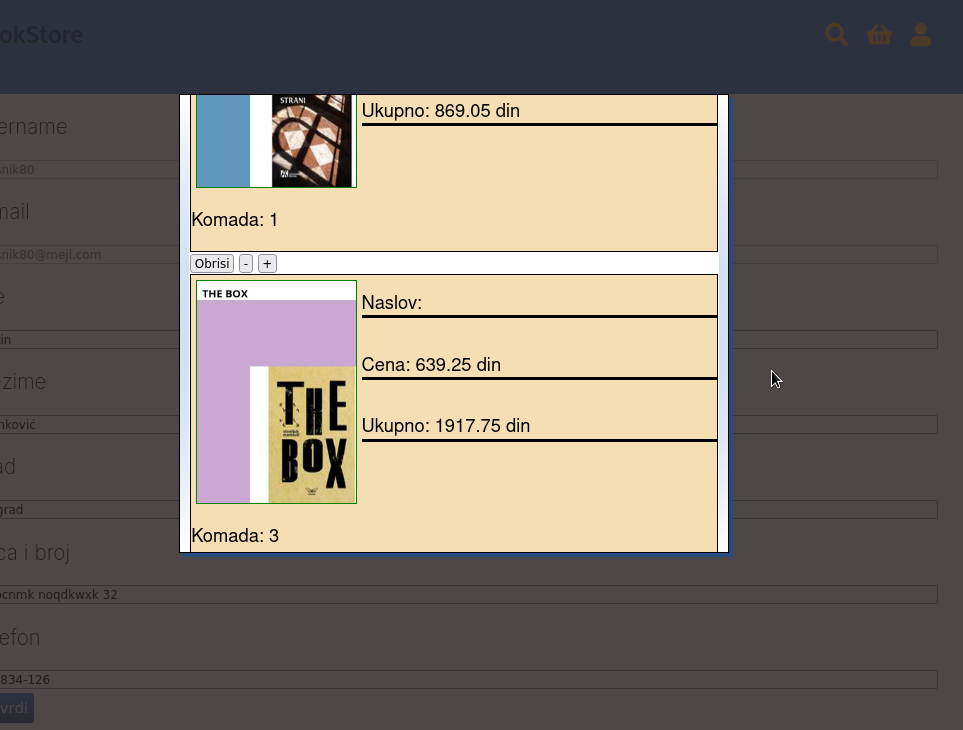 okStore
ername
snik80
mail
snik80@mejl.com
e
in
zime
nković
ad
grad
ca i broj
ocnmk noqdkwxk 32
efon
834-126
vrdi
STRANI
Ukupno: 869.05 din
Komada: 1
Obrisi - +
THE BOX
THE
BOX
Naslov:
Cena: 639.25 din
Ukupno: 1917.75 din
Komada: 3